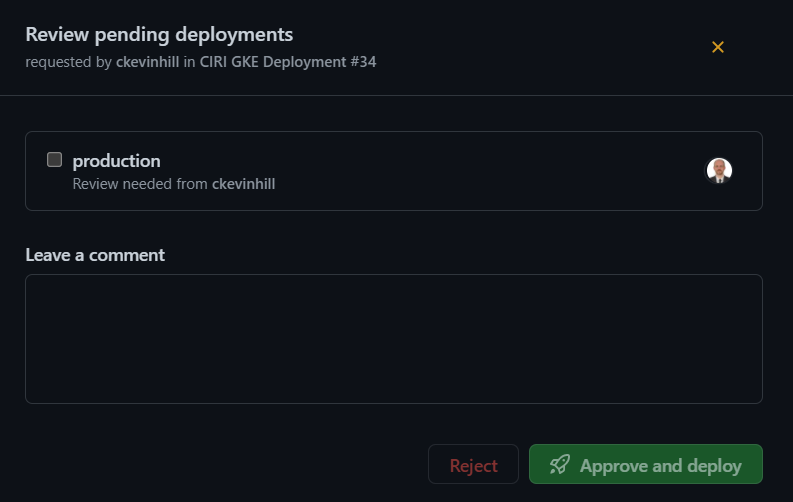 Review pending deployments
requested by ckevinhill in CIRI GKE Deployment #34
production
Review needed from ckevinhill
Leave a comment
Reject
Approve and deploy